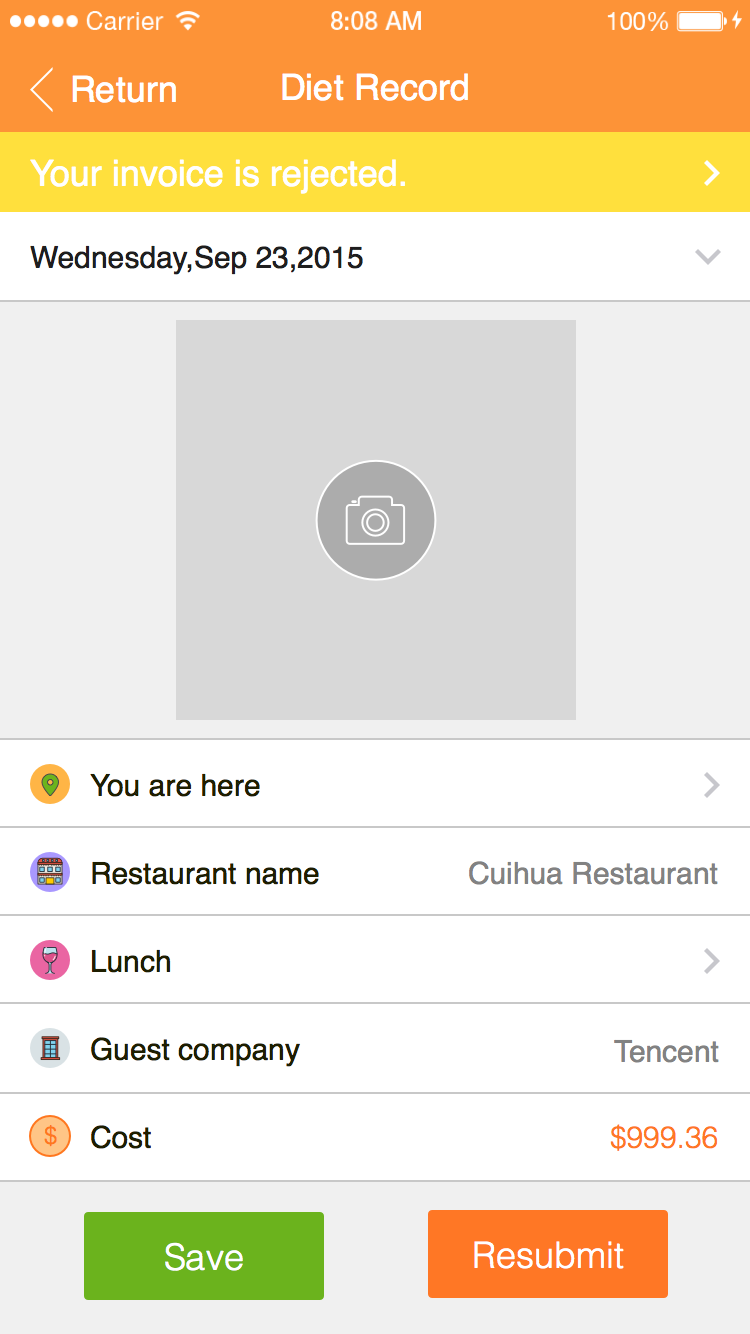 Carrier 8:08 AM 100%
Return Diet Record
Your invoice is rejected.
Wednesday,Sep 23,2015
You are here
Restaurant name Cuihua Restaurant
Lunch
Guest company Tencent
$ Cost $999.36
Save Resubmit